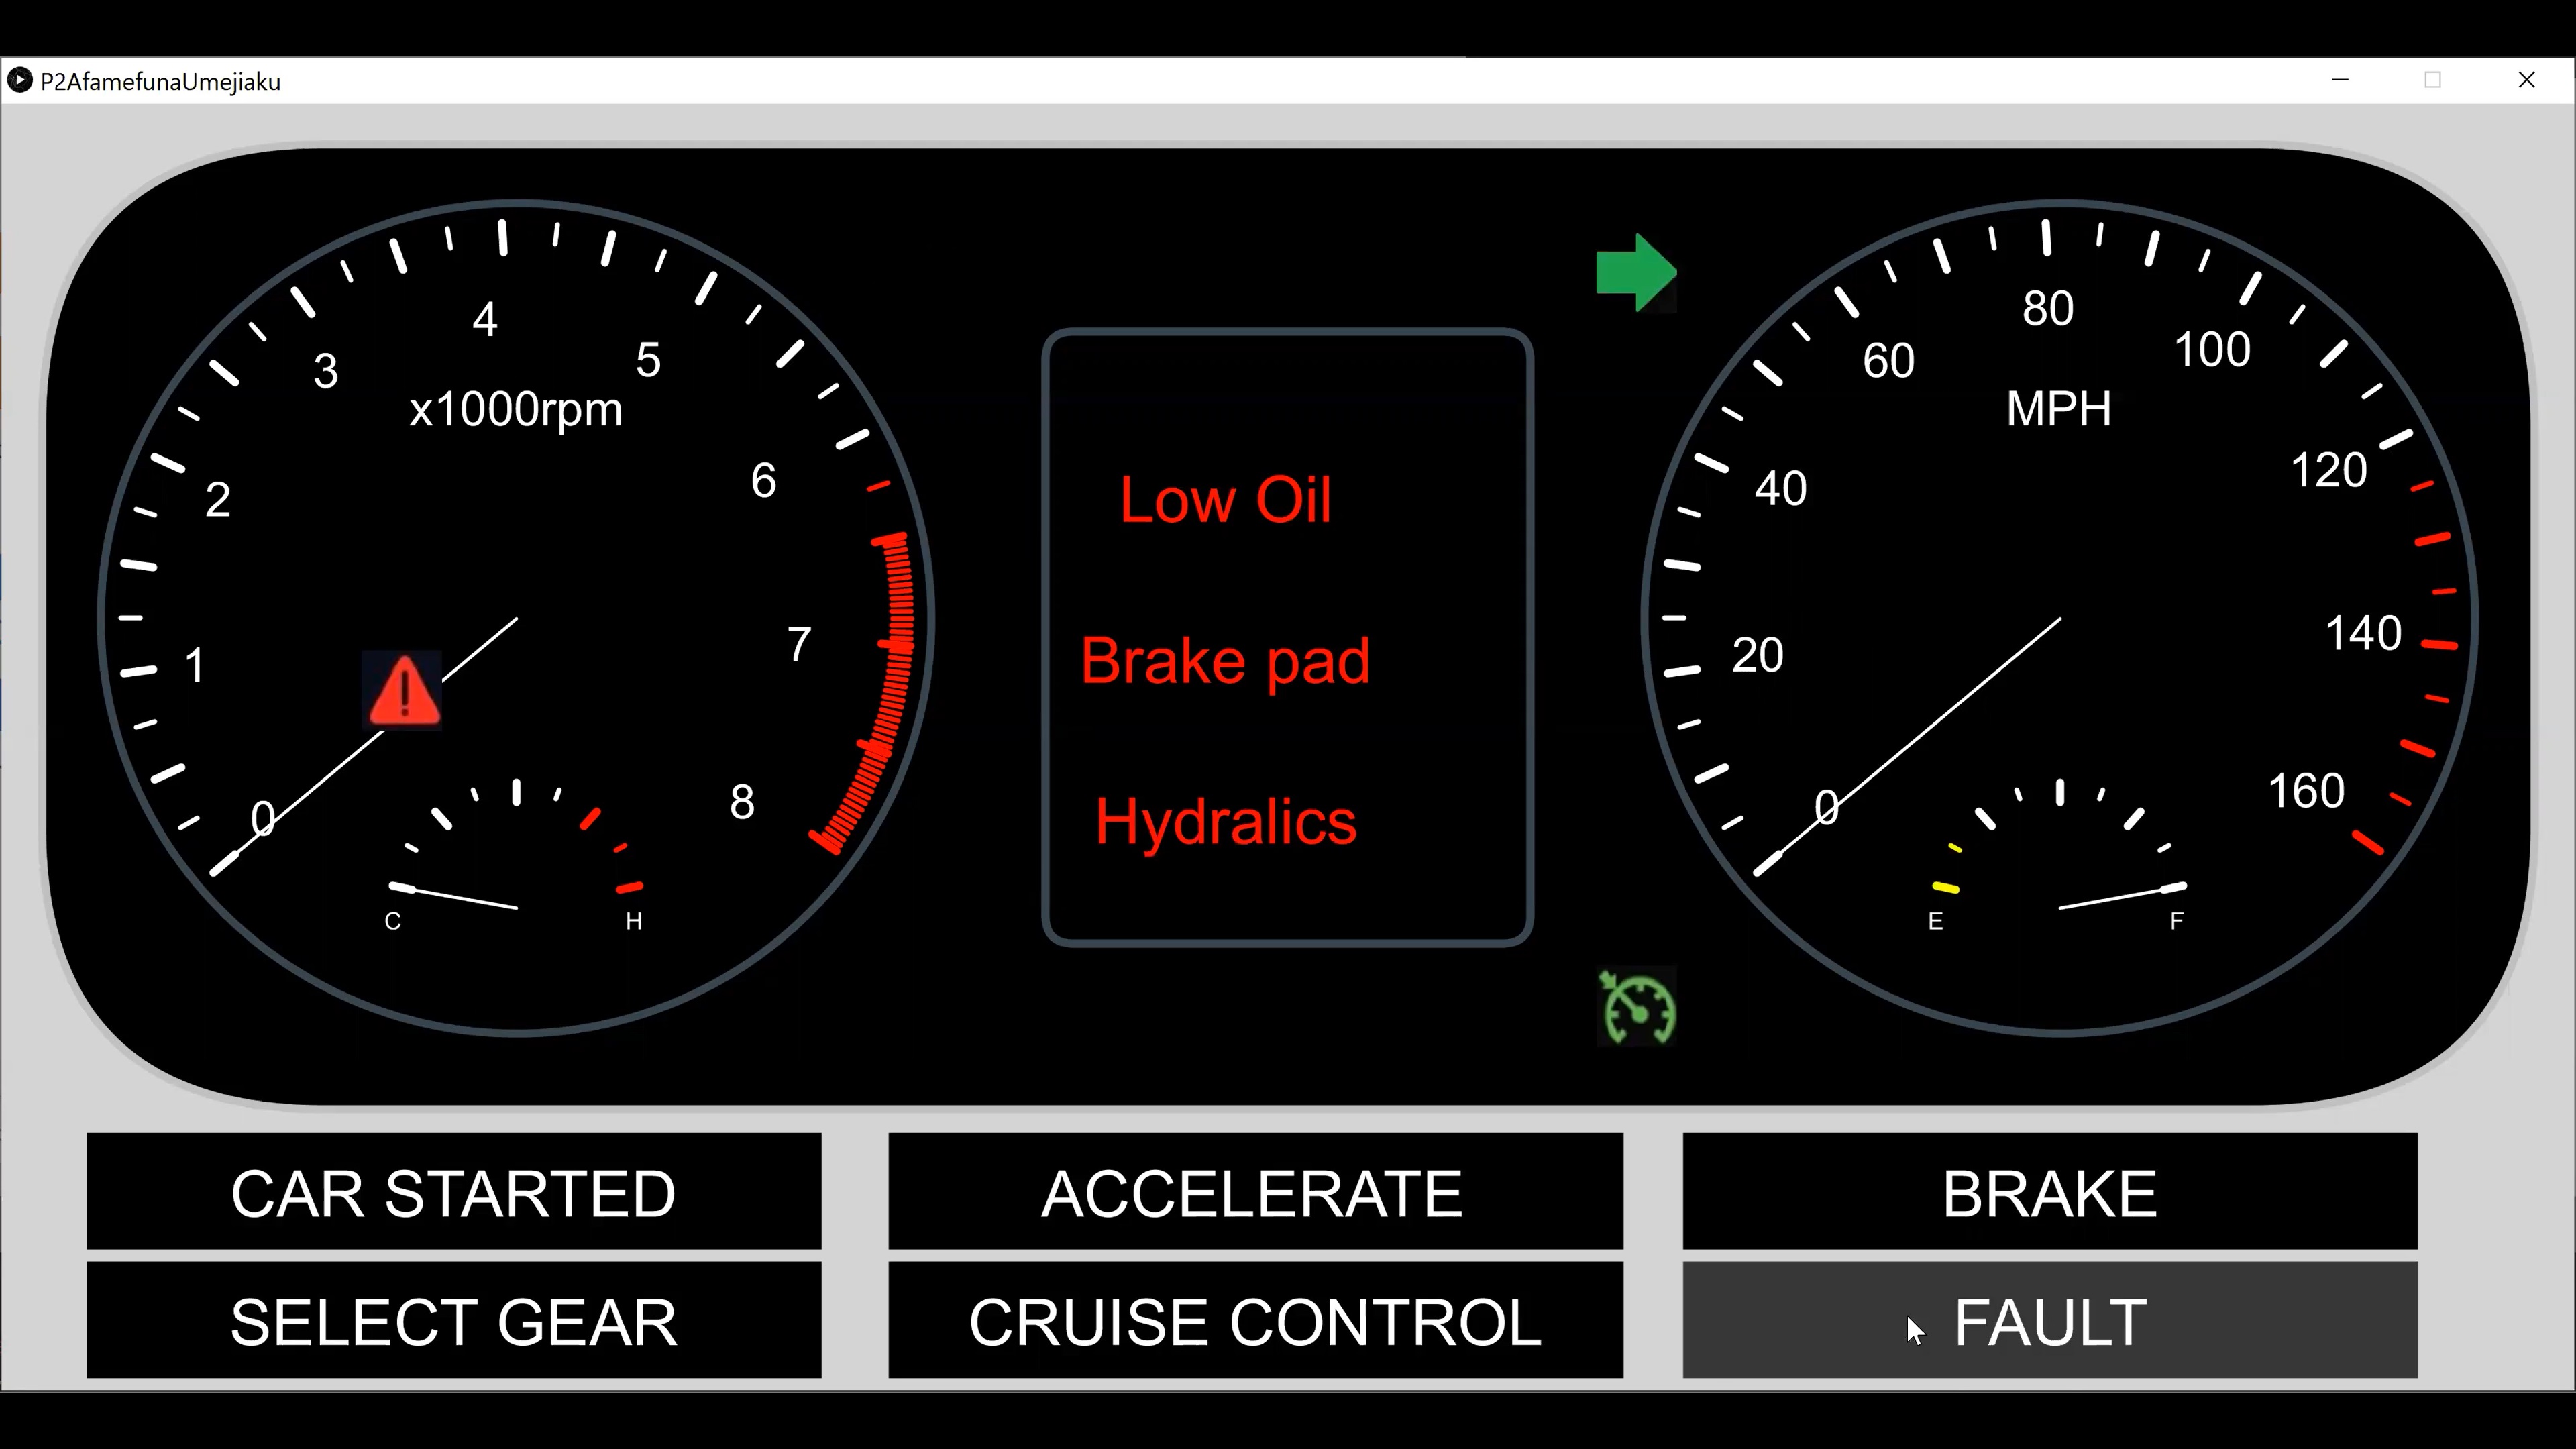 P2AfamefunaUmejiaku
4
3
5
x1000rpm
6
2
7
1
8
0
C
H
Low Oil
Brake pad
Hydralics
80
60
100
MPH
120
40
140
20
160
0
E
F
CAR STARTED
ACCELERATE
BRAKE
SELECT GEAR
CRUISE CONTROL
FAULT